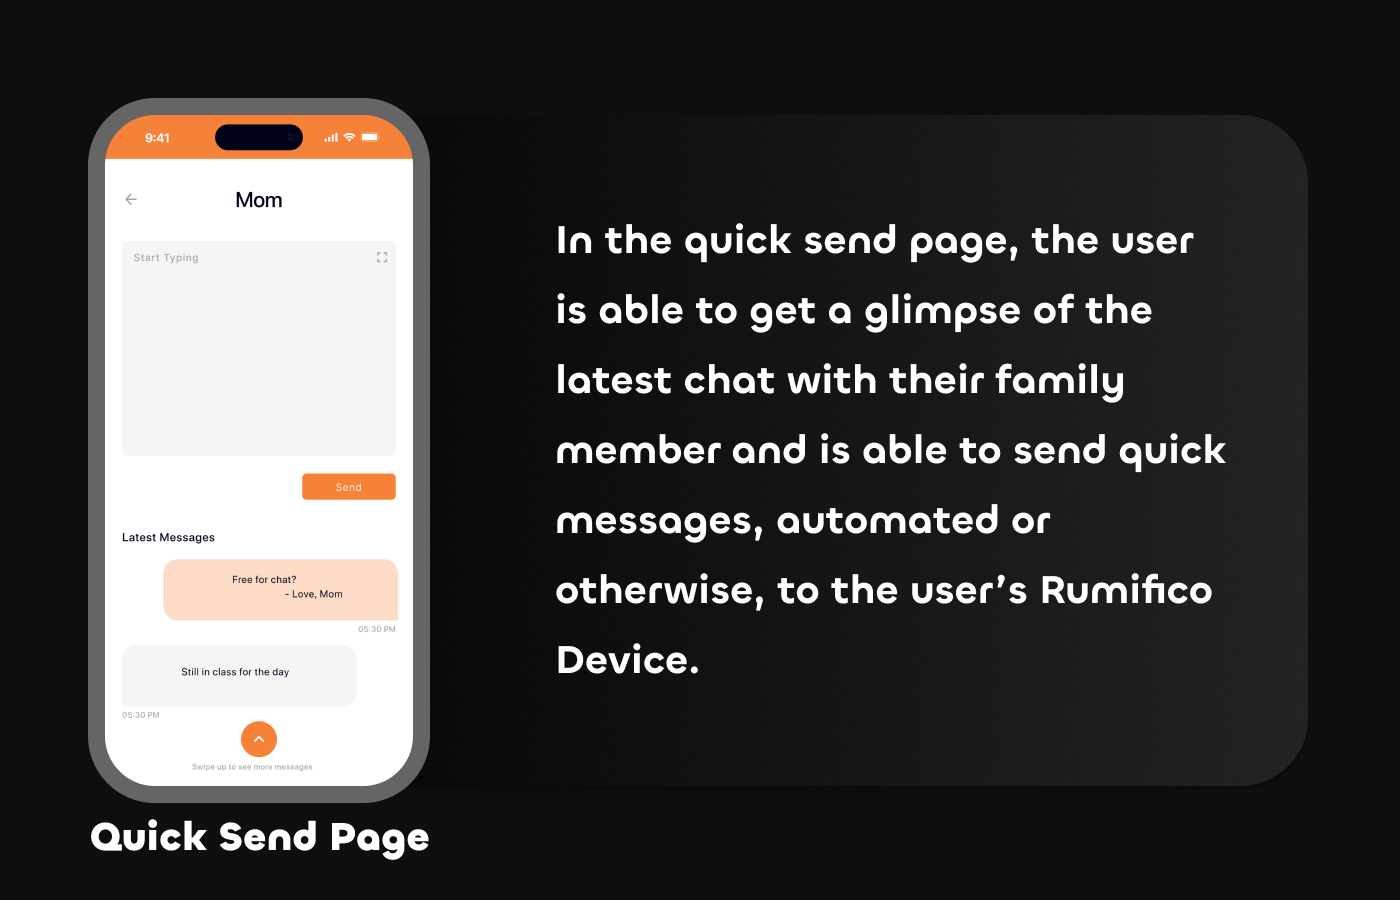 9:41
Mom
Start Typing
Send
Latest Messages
Free for chat?
- Love, Mom
05:30 PM
Still in class for the day
05:30 PM
Swipe up to see more messages
Quick Send Page
In the quick send page, the user
is able to get a glimpse of the
latest chat with their family
member and is able to send quick
messages, automated or
otherwise, to the user’s Rumifico
Device.